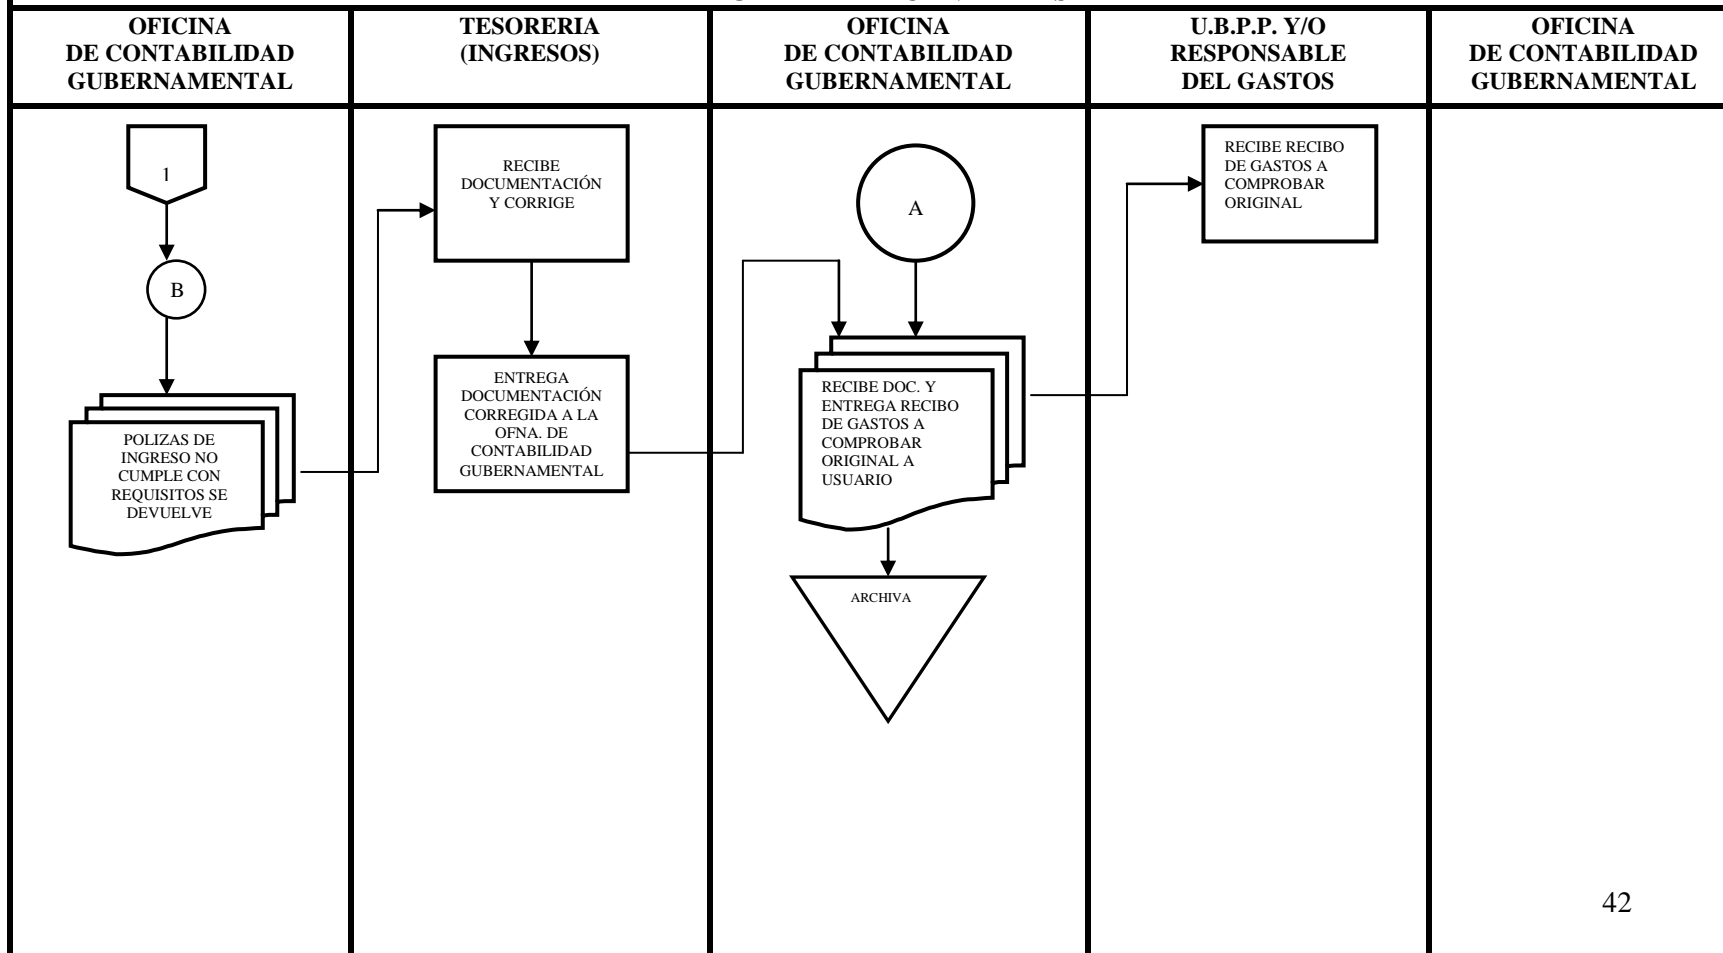 OFICINA
DE CONTABILIDAD
GUBERNAMENTAL
TESORERIA
(INGRESOS)
OFICINA
DE CONTABILIDAD
GUBERNAMENTAL
U.B.P.P. Y/O
RESPONSABLE
DEL GASTOS
OFICINA
DE CONTABILIDAD
GUBERNAMENTAL
1
B
POLIZAS DE
INGRESO NO
CUMPLE CON
REQUISITOS SE
DEVUELVE
RECIBE
DOCUMENTACIÓN
Y CORRIGE
ENTREGA
DOCUMENTACIÓN
CORREGIDA A LA
OFNA. DE
CONTABILIDAD
GUBERNAMENTAL
A
RECIBE DOC. Y
ENTREGA RECIBO
DE GASTOS A
COMPROBAR
ORIGINAL A
USUARIO
ARCHIVA
RECIBE RECIBO
DE GASTOS A
COMPROBAR
ORIGINAL
42